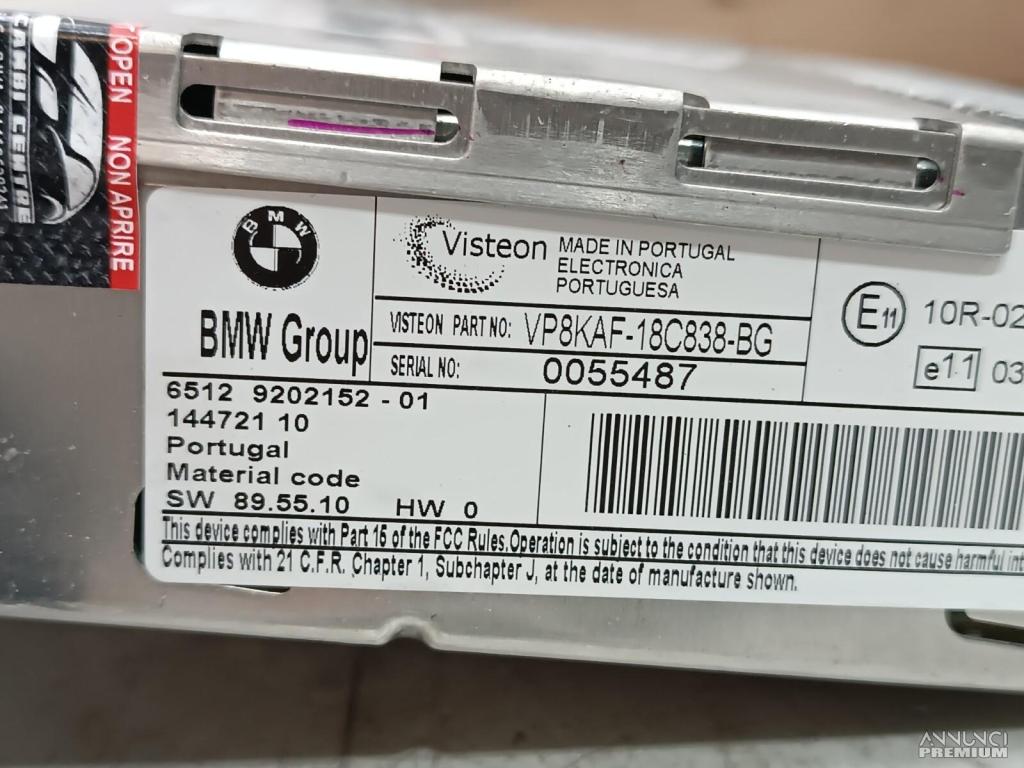 CAMBI CENTRE
OPEN NON APRIRE
BMW
BMW Group
Visteon
MADE IN PORTUGAL
ELECTRONICA
PORTUGUESA
VISTEON PART NO: VP8KAF-18C838-BG
SERIAL NO: 0055487
E11
10R-02
e11 03
6512 9202152 - 01
144721 10
Portugal
Material code
SW 89.55.10 HW 0
This device complies with Part 15 of the FCC Rules.Operation is subject to the condition that this device does not cause harmful
Complies with 21 C.F.R. Chapter 1, Subchapter J, at the date of manufacture shown.
ANNUNCI
PREMIUM